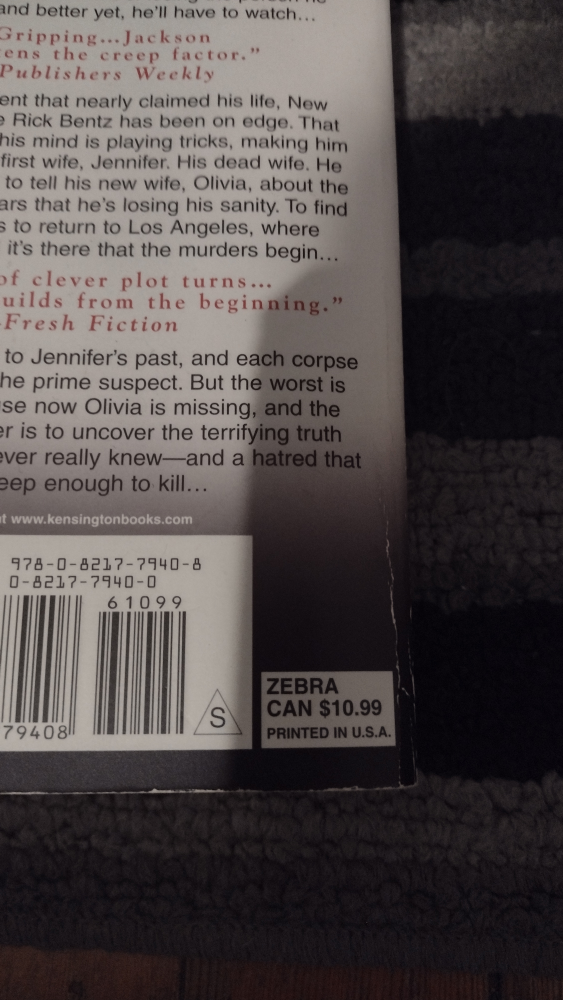 and better yet, he'll have to watch...
Gripping...Jackson
ens the creep factor."
Publishers Weekly
ent that nearly claimed his life, New
Rick Bentz has been on edge. That
his mind is playing tricks, making him
first wife, Jennifer. His dead wife. He
to tell his new wife, Olivia, about the
ars that he's losing his sanity. To find
s to return to Los Angeles, where
it's there that the murders begin...
of clever plot turns...
uilds from the beginning."
-Fresh Fiction
to Jennifer's past, and each corpse
he prime suspect. But the worst is
se now Olivia is missing, and the
er is to uncover the terrifying truth
ever really knew—and a hatred that
eep enough to kill...
t www.kensingtonbooks.com
978-0-8217-7940-8
0-8217-7940-0
61099
79408
S
ZEBRA
CAN $10.99
PRINTED IN U.S.A.